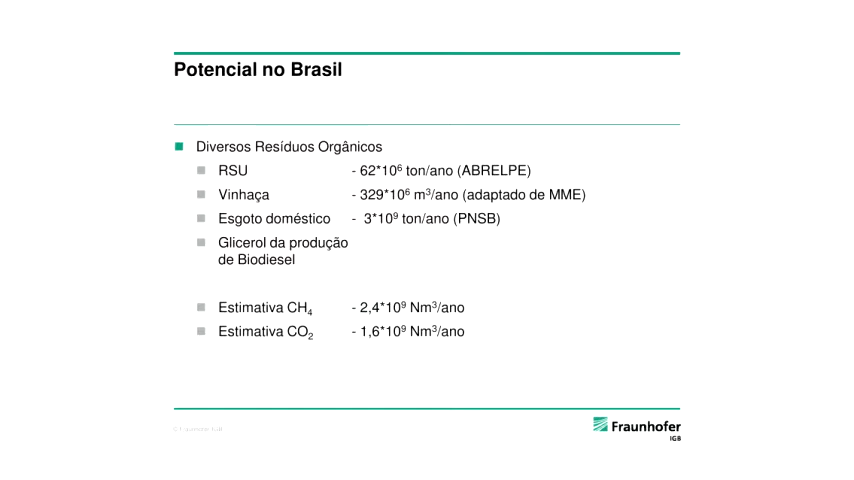 Potencial no Brasil
Diversos Resíduos Orgânicos
RSU - 62*10⁶ ton/ano (ABRELPE)
Vinhaça - 329*10⁶ m³/ano (adaptado de MME)
Esgoto doméstico - 3*10⁹ ton/ano (PNSB)
Glicerol da produção
de Biodiesel
Estimativa CH₄ - 2,4*10⁹ Nm³/ano
Estimativa CO₂ - 1,6*10⁹ Nm³/ano
Fraunhofer
IGB